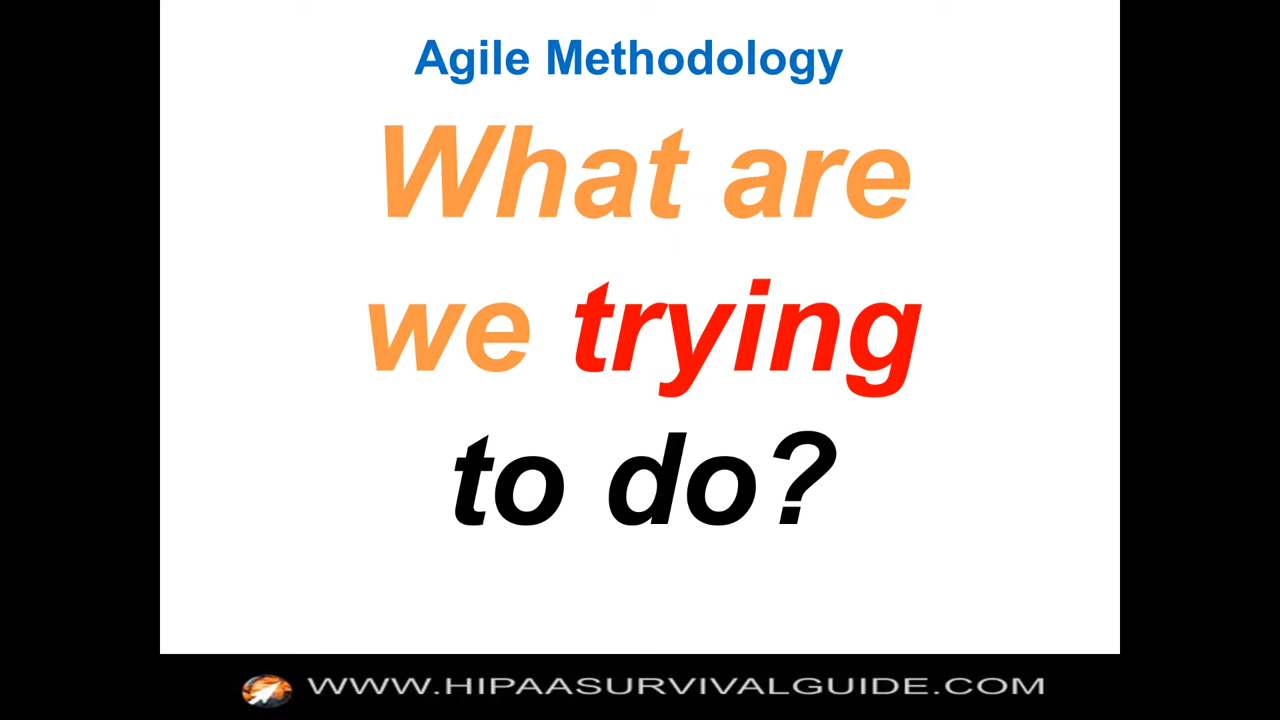 Agile Methodology
What are
we trying
to do?
WWW.HIPAASURVIVALGUIDE.COM